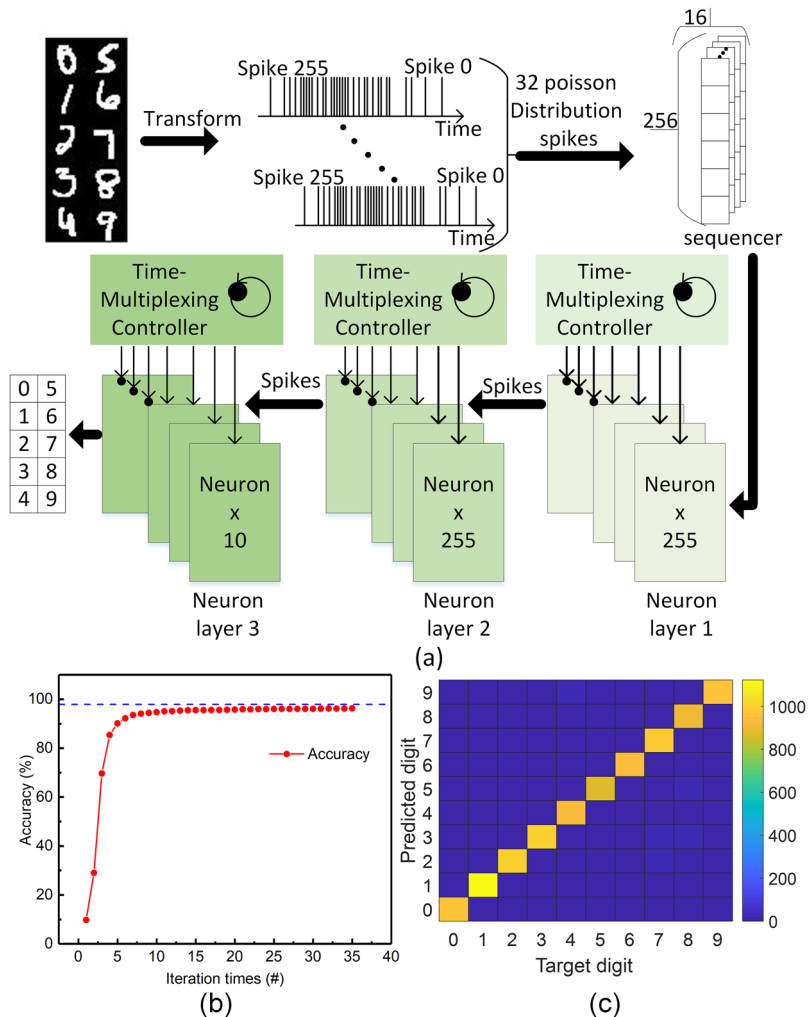 0 5
1 6
2 7
3 8
4 9
Transform
Spike 255
Spike 0
Time
Spike 255
Spike 0
Time
32 poisson
Distribution
spikes
16
256
sequencer
Time-
Multiplexing
Controller
Time-
Multiplexing
Controller
Time-
Multiplexing
Controller
Spikes
Spikes
0 5
1 6
2 7
3 8
4 9
Neuron
x
10
Neuron
x
255
Neuron
x
255
Neuron
layer 3
Neuron
layer 2
Neuron
layer 1
(a)
100
80
60
40
20
0
Accuracy (%)
Accuracy
0 5 10 15 20 25 30 35 40
Iteration times (#)
(b)
9
8
7
6
5
4
3
2
1
0
Predicted digit
0 1 2 3 4 5 6 7 8 9
Target digit
1000
800
600
400
200
0
(c)